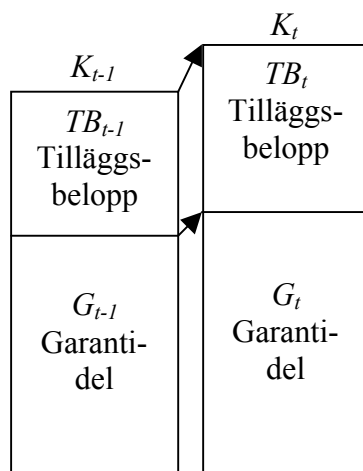 K_{t-1}
TB_{t-1}
Tilläggs-
belopp
G_{t-1}
Garanti-
del
K_t
TB_t
Tilläggs-
belopp
G_t
Garanti-
del